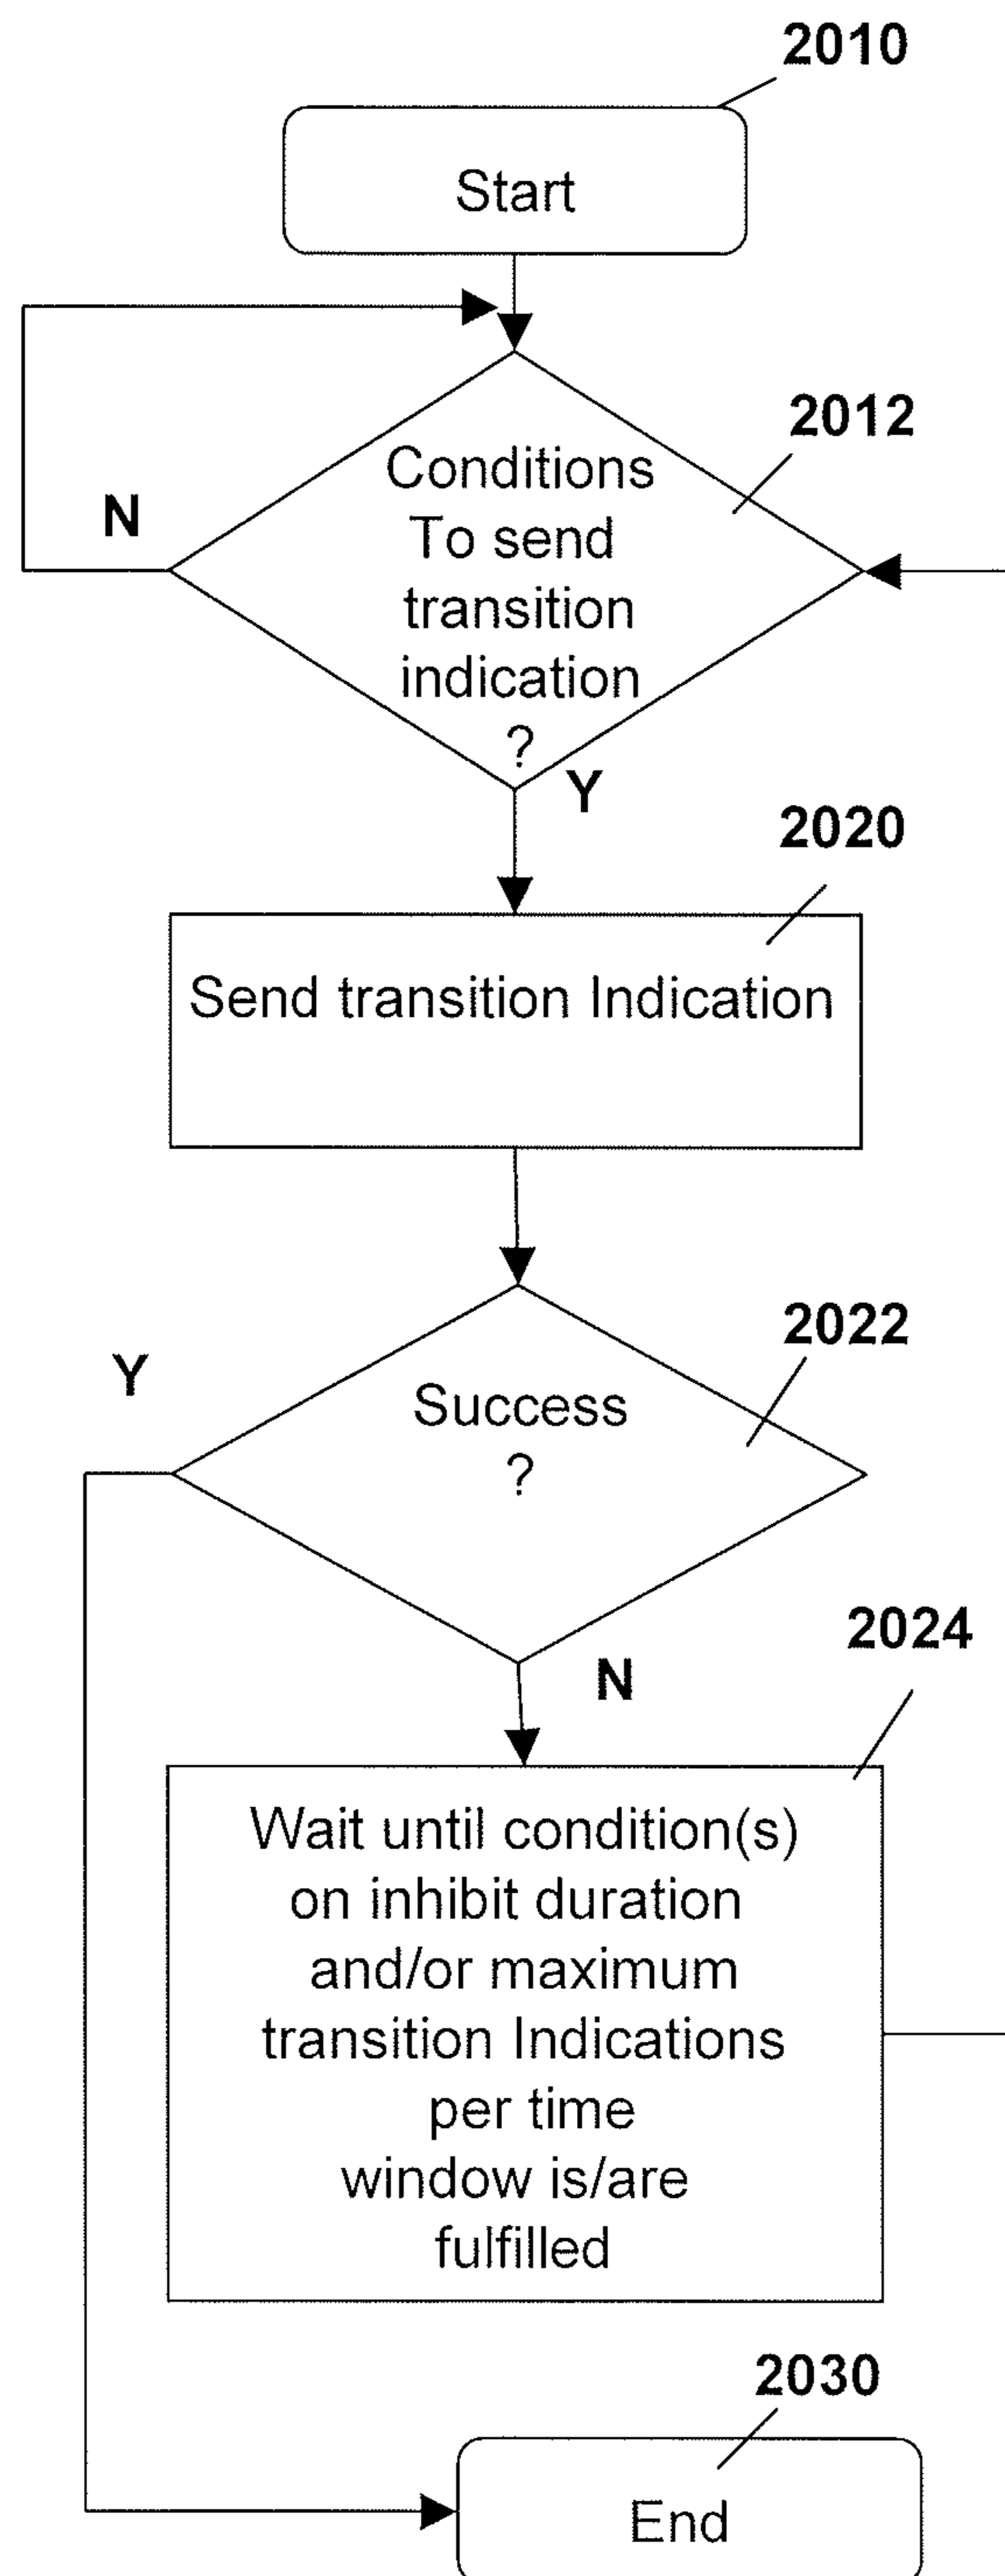 2010
Start
2012
Conditions
To send
transition
indication
?
N
Y
2020
Send transition Indication
2022
Y
Success
?
N
2024
Wait until condition(s)
on inhibit duration
and/or maximum
transition Indications
per time
window is/are
fulfilled
2030
End